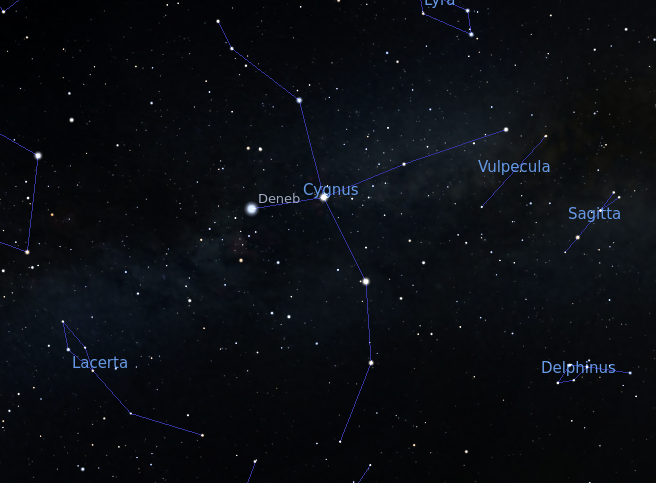 Lyra
Vulpecula
Cygnus
Deneb
Sagitta
Lacerta
Delphinus